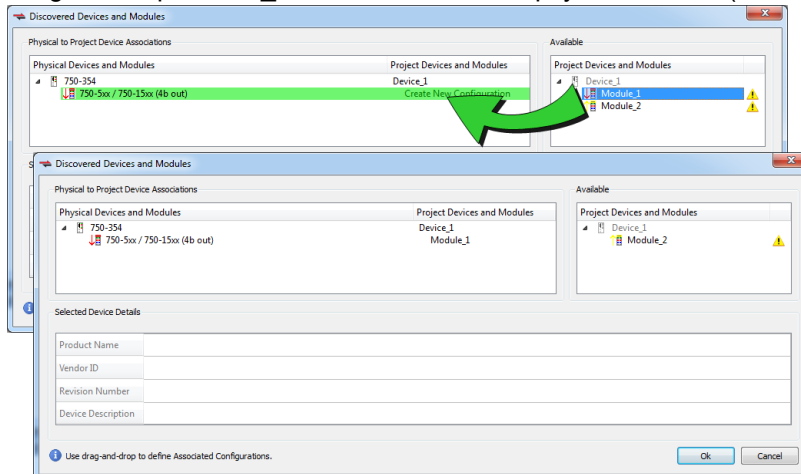 Discovered Devices and Modules
Physical to Project Device Associations
Available
Physical Devices and Modules
Project Devices and Modules
Project Devices and Modules
750-354
Device_1
Device_1
750-5xx / 750-15xx (4b out)
Create New Configuration
Module_1
Module_2
Discovered Devices and Modules
Physical to Project Device Associations
Available
Physical Devices and Modules
Project Devices and Modules
Project Devices and Modules
750-354
Device_1
Device_1
750-5xx / 750-15xx (4b out)
Module_1
Module_2
Selected Device Details
Product Name
Vendor ID
Revision Number
Device Description
Use drag-and-drop to define Associated Configurations.
Ok
Cancel